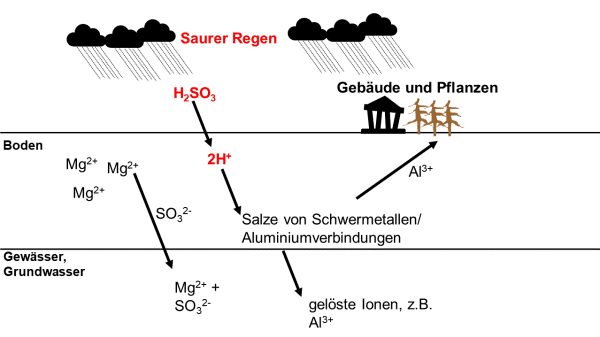 Saurer Regen
H₂SO₃
Gebäude und Pflanzen
Boden
Mg²⁺
Mg²⁺
Mg²⁺
2H⁺
Al³⁺
SO₃²⁻
Salze von Schwermetallen/
Aluminiumverbindungen
Gewässer,
Grundwasser
Mg²⁺ +
SO₃²⁻
gelöste Ionen, z.B.
Al³⁺